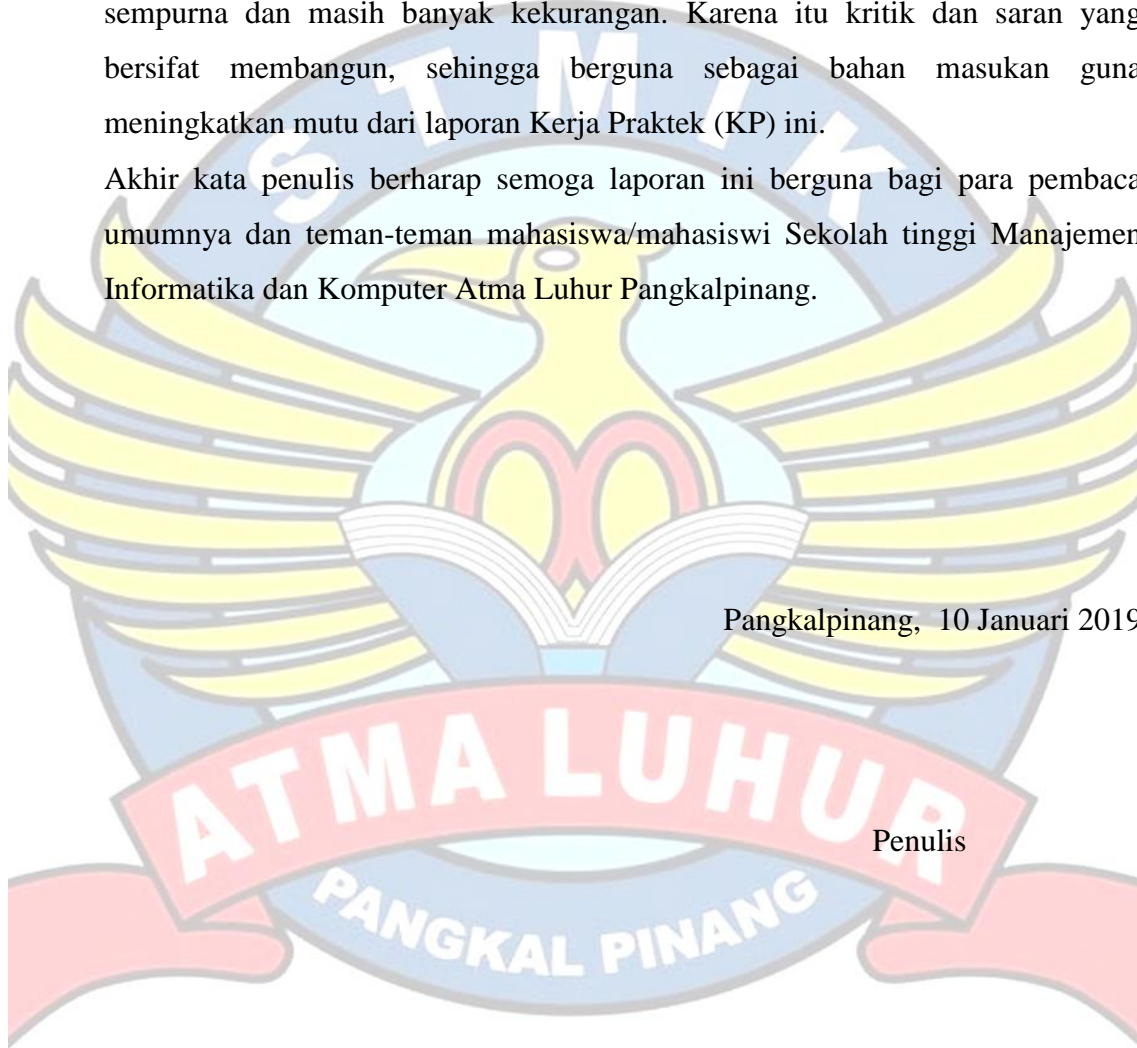 sempurna dan masih banyak kekurangan. Karena itu kritik dan saran yang
bersifat membangun, sehingga berguna sebagai bahan masukan guna
meningkatkan mutu dari laporan Kerja Praktek (KP) ini.
Akhir kata penulis berharap semoga laporan ini berguna bagi para pembaca
umumnya dan teman-teman mahasiswa/mahasiswi Sekolah tinggi Manajemen
Informatika dan Komputer Atma Luhur Pangkalpinang.
Pangkalpinang, 10 Januari 2019
Penulis
STMIK
ATMA LUHUR
PANGKAL PINANG